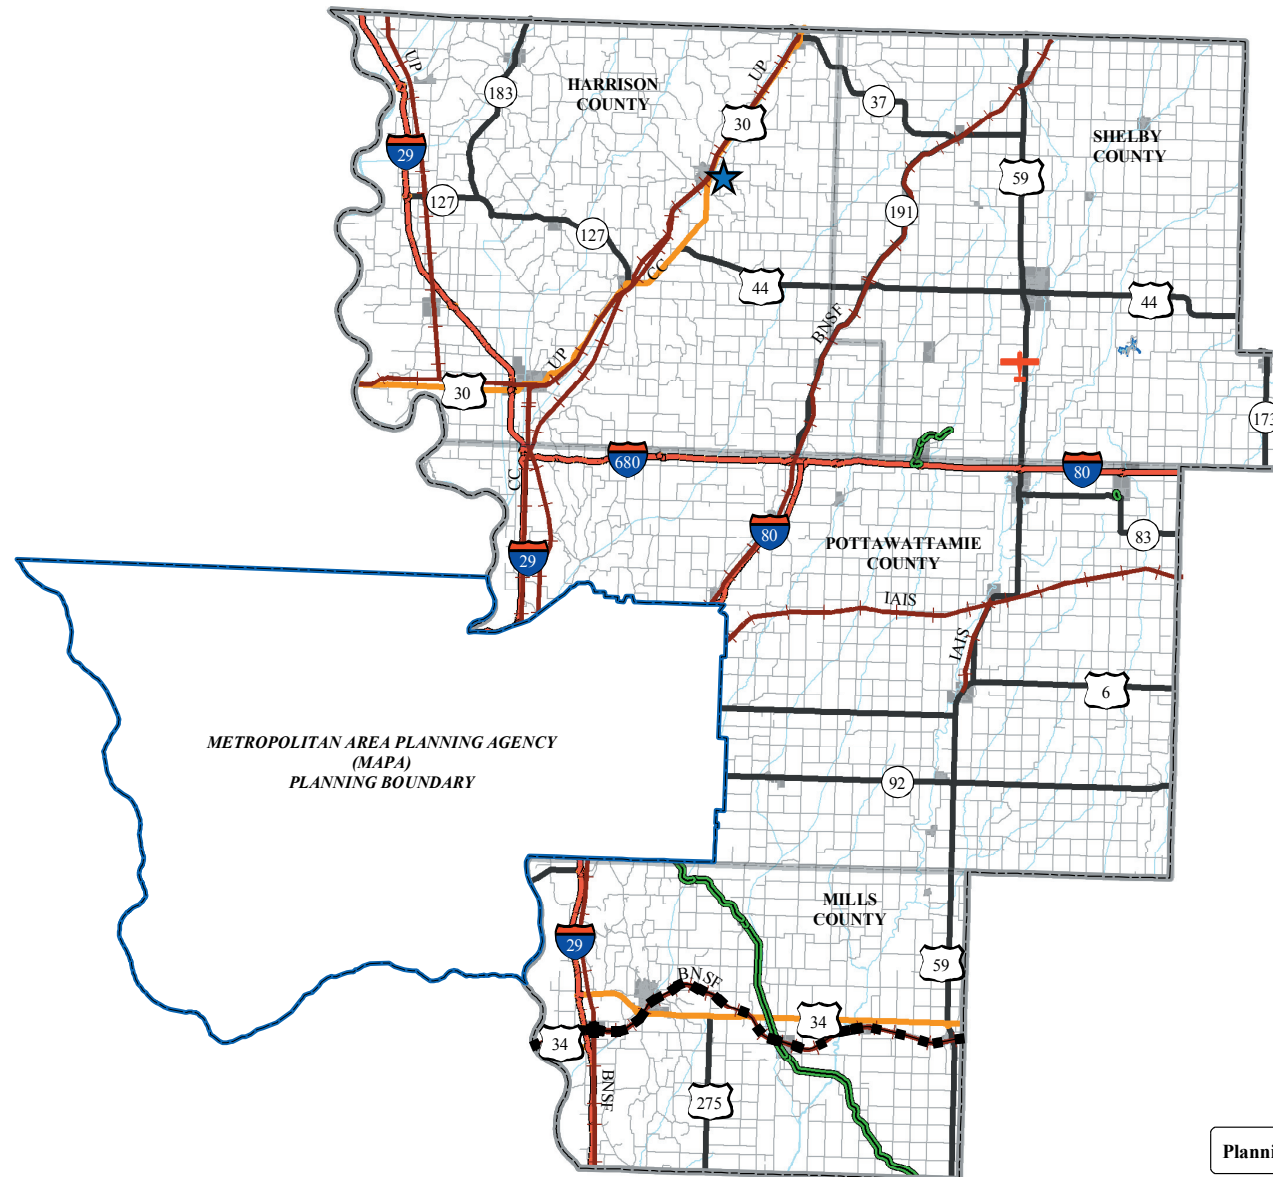 UP
183
HARRISON
COUNTY
UP
30
37
SHELBY
COUNTY
29
59
127
191
127
CC
44
44
BNSF
UP
30
173
CC
680
80
80
29
83
POTTAWATTAMIE
COUNTY
IAIS
IAIS
6
METROPOLITAN AREA PLANNING AGENCY
(MAPA)
PLANNING BOUNDARY
92
MILLS
COUNTY
29
59
BNSF
34
34
BNSF
275
Planni